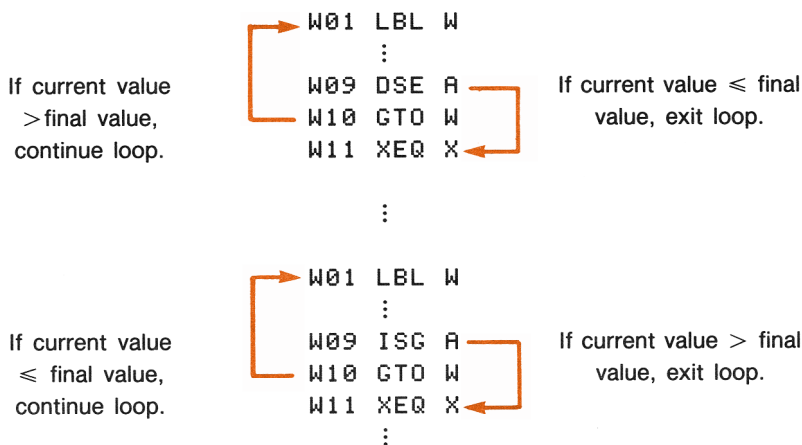 W01 LBL W
⋮
If current value
>final value,
continue loop.
W09 DSE A
W10 GTO W
W11 XEQ X
If current value ⩽ final
value, exit loop.
⋮
W01 LBL W
⋮
If current value
⩽ final value,
continue loop.
W09 ISG A
W10 GTO W
W11 XEQ X
If current value > final
value, exit loop.
⋮